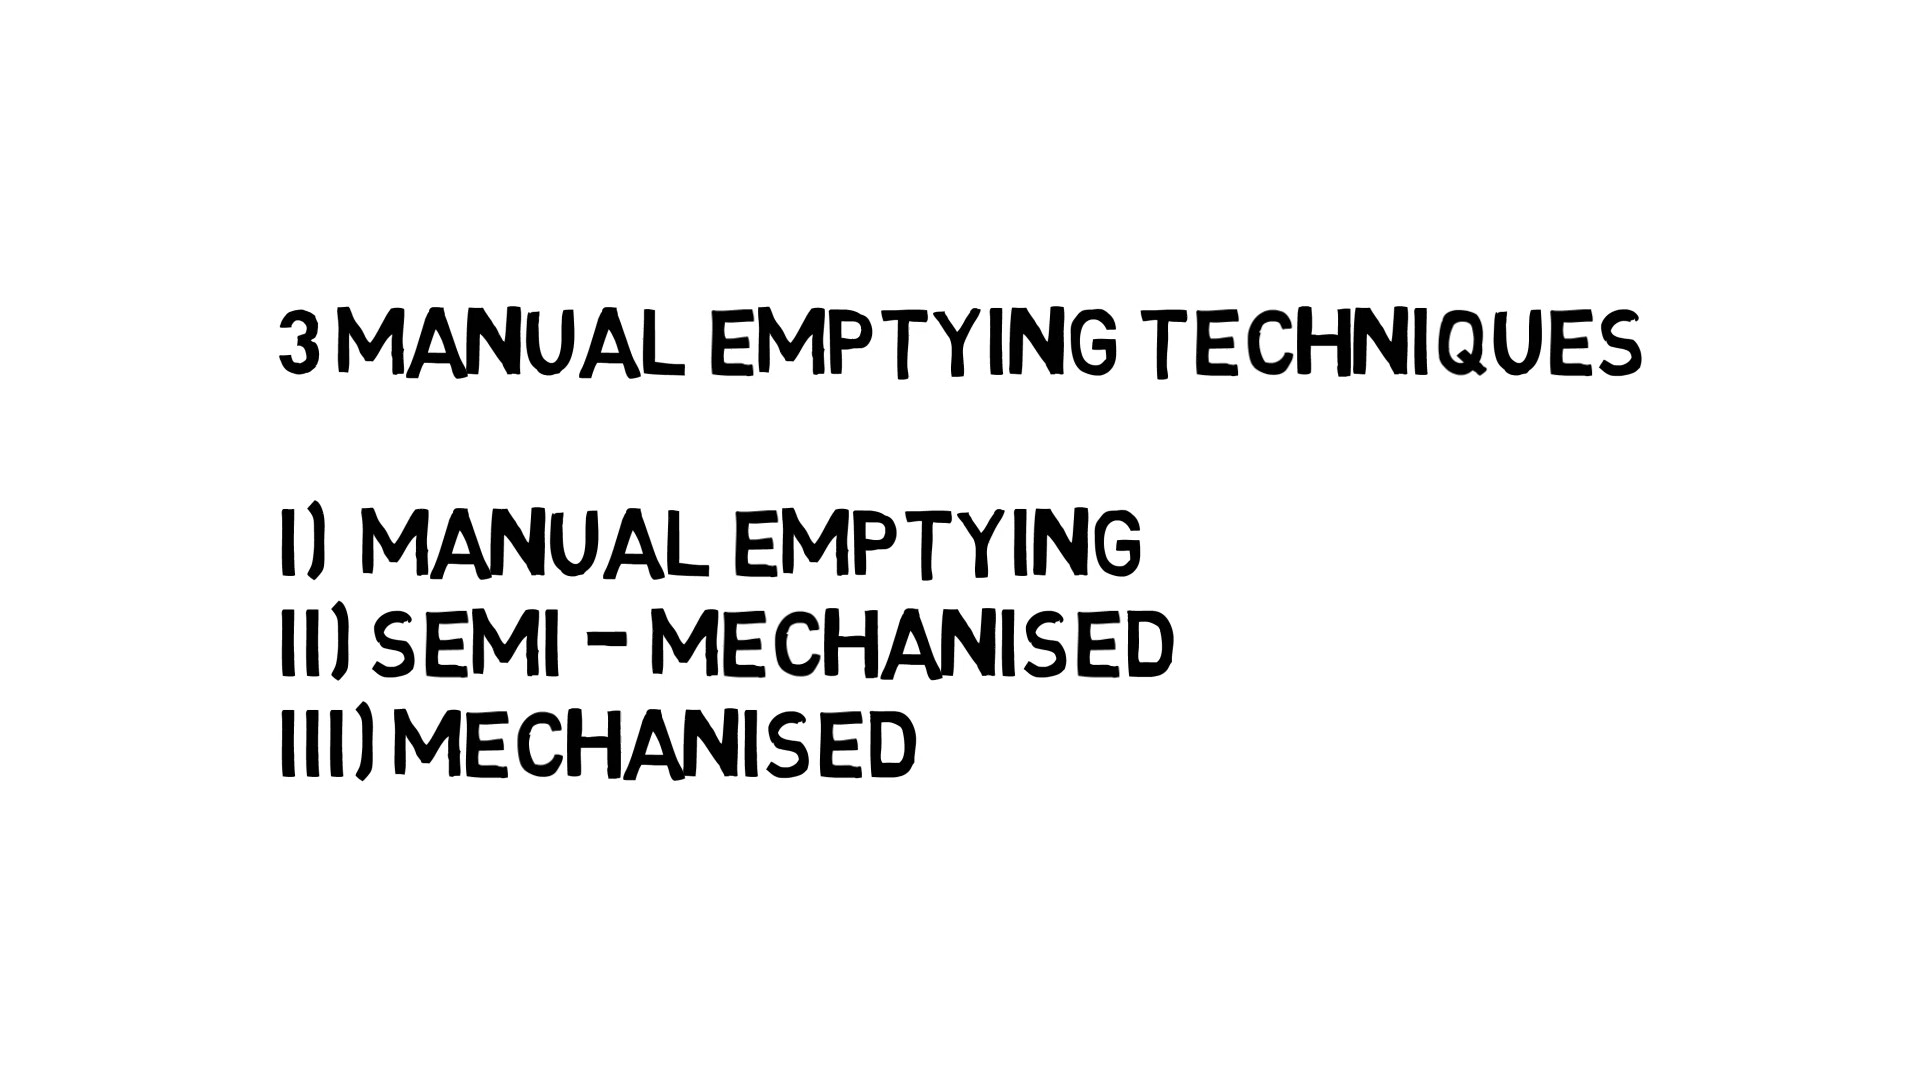 3 MANUAL EMPTYING TECHNIQUES
I) MANUAL EMPTYING
II) SEMI - MECHANISED
III) MECHANISED